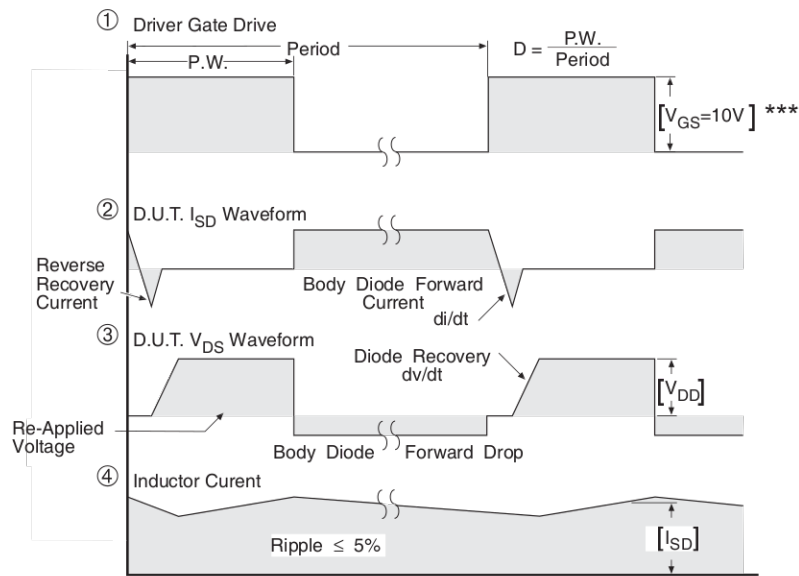 ① Driver Gate Drive
Period
P.W.
D = P.W. / Period
[VGS=10V] ***
② D.U.T. ISD Waveform
Reverse
Recovery
Current
Body Diode Forward
Current
di/dt
③ D.U.T. VDS Waveform
Diode Recovery
dv/dt
[VDD]
Re-Applied
Voltage
Body Diode Forward Drop
④ Inductor Curent
Ripple ≤ 5%
[ISD]